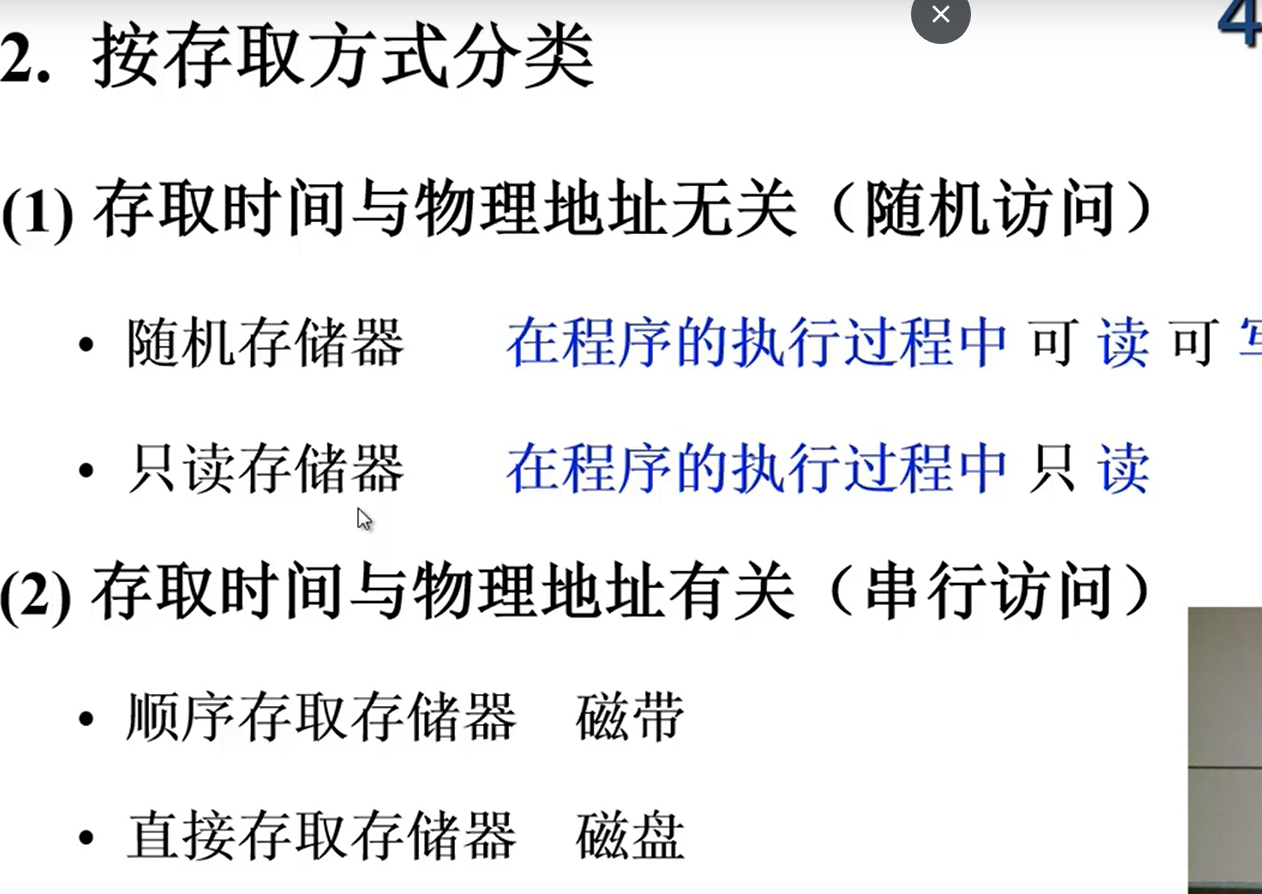 4
2. 按存取方式分类
(1) 存取时间与物理地址无关（随机访问）
• 随机存储器 在程序的执行过程中 可 读 可
• 只读存储器 在程序的执行过程中 只 读
(2) 存取时间与物理地址有关（串行访问）
• 顺序存取存储器 磁带
• 直接存取存储器 磁盘